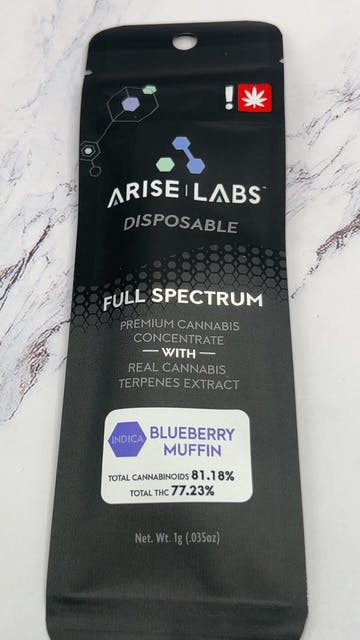 !
ARISE | LABS™
DISPOSABLE
FULL SPECTRUM
PREMIUM CANNABIS
CONCENTRATE
— WITH —
REAL CANNABIS
TERPENES EXTRACT
INDICA
BLUEBERRY
MUFFIN
TOTAL CANNABINOIDS 81.18%
TOTAL THC 77.23%
Net. Wt. 1g (.035oz)